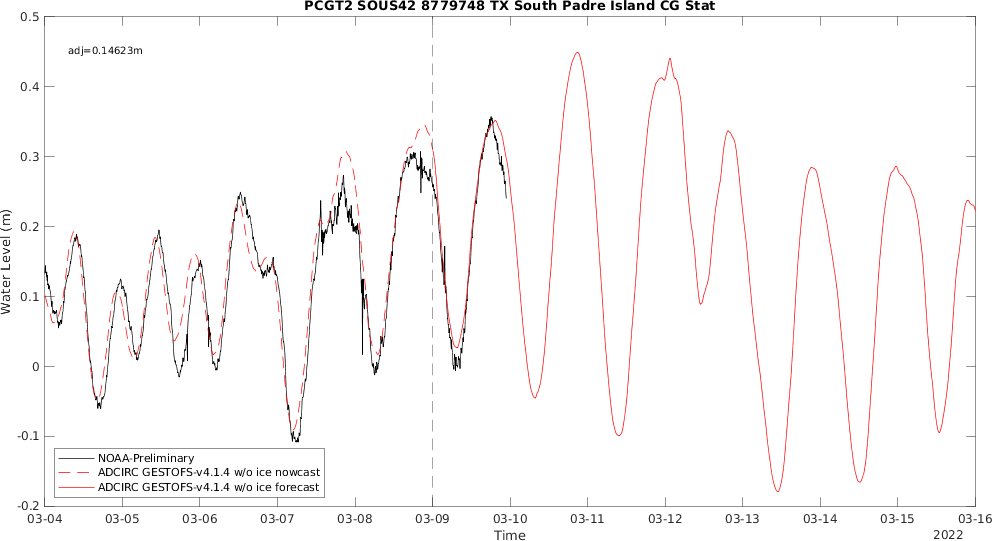 PCGT2 SOUS42 8779748 TX South Padre Island CG Stat
adj=0.14623m
0.5
0.4
0.3
0.2
0.1
0
-0.1
-0.2
Water Level (m)
NOAA-Preliminary
ADCIRC GESTOFS-v4.1.4 w/o ice nowcast
ADCIRC GESTOFS-v4.1.4 w/o ice forecast
03-04 03-05 03-06 03-07 03-08 03-09 03-10 03-11 03-12 03-13 03-14 03-15 03-16
Time
2022